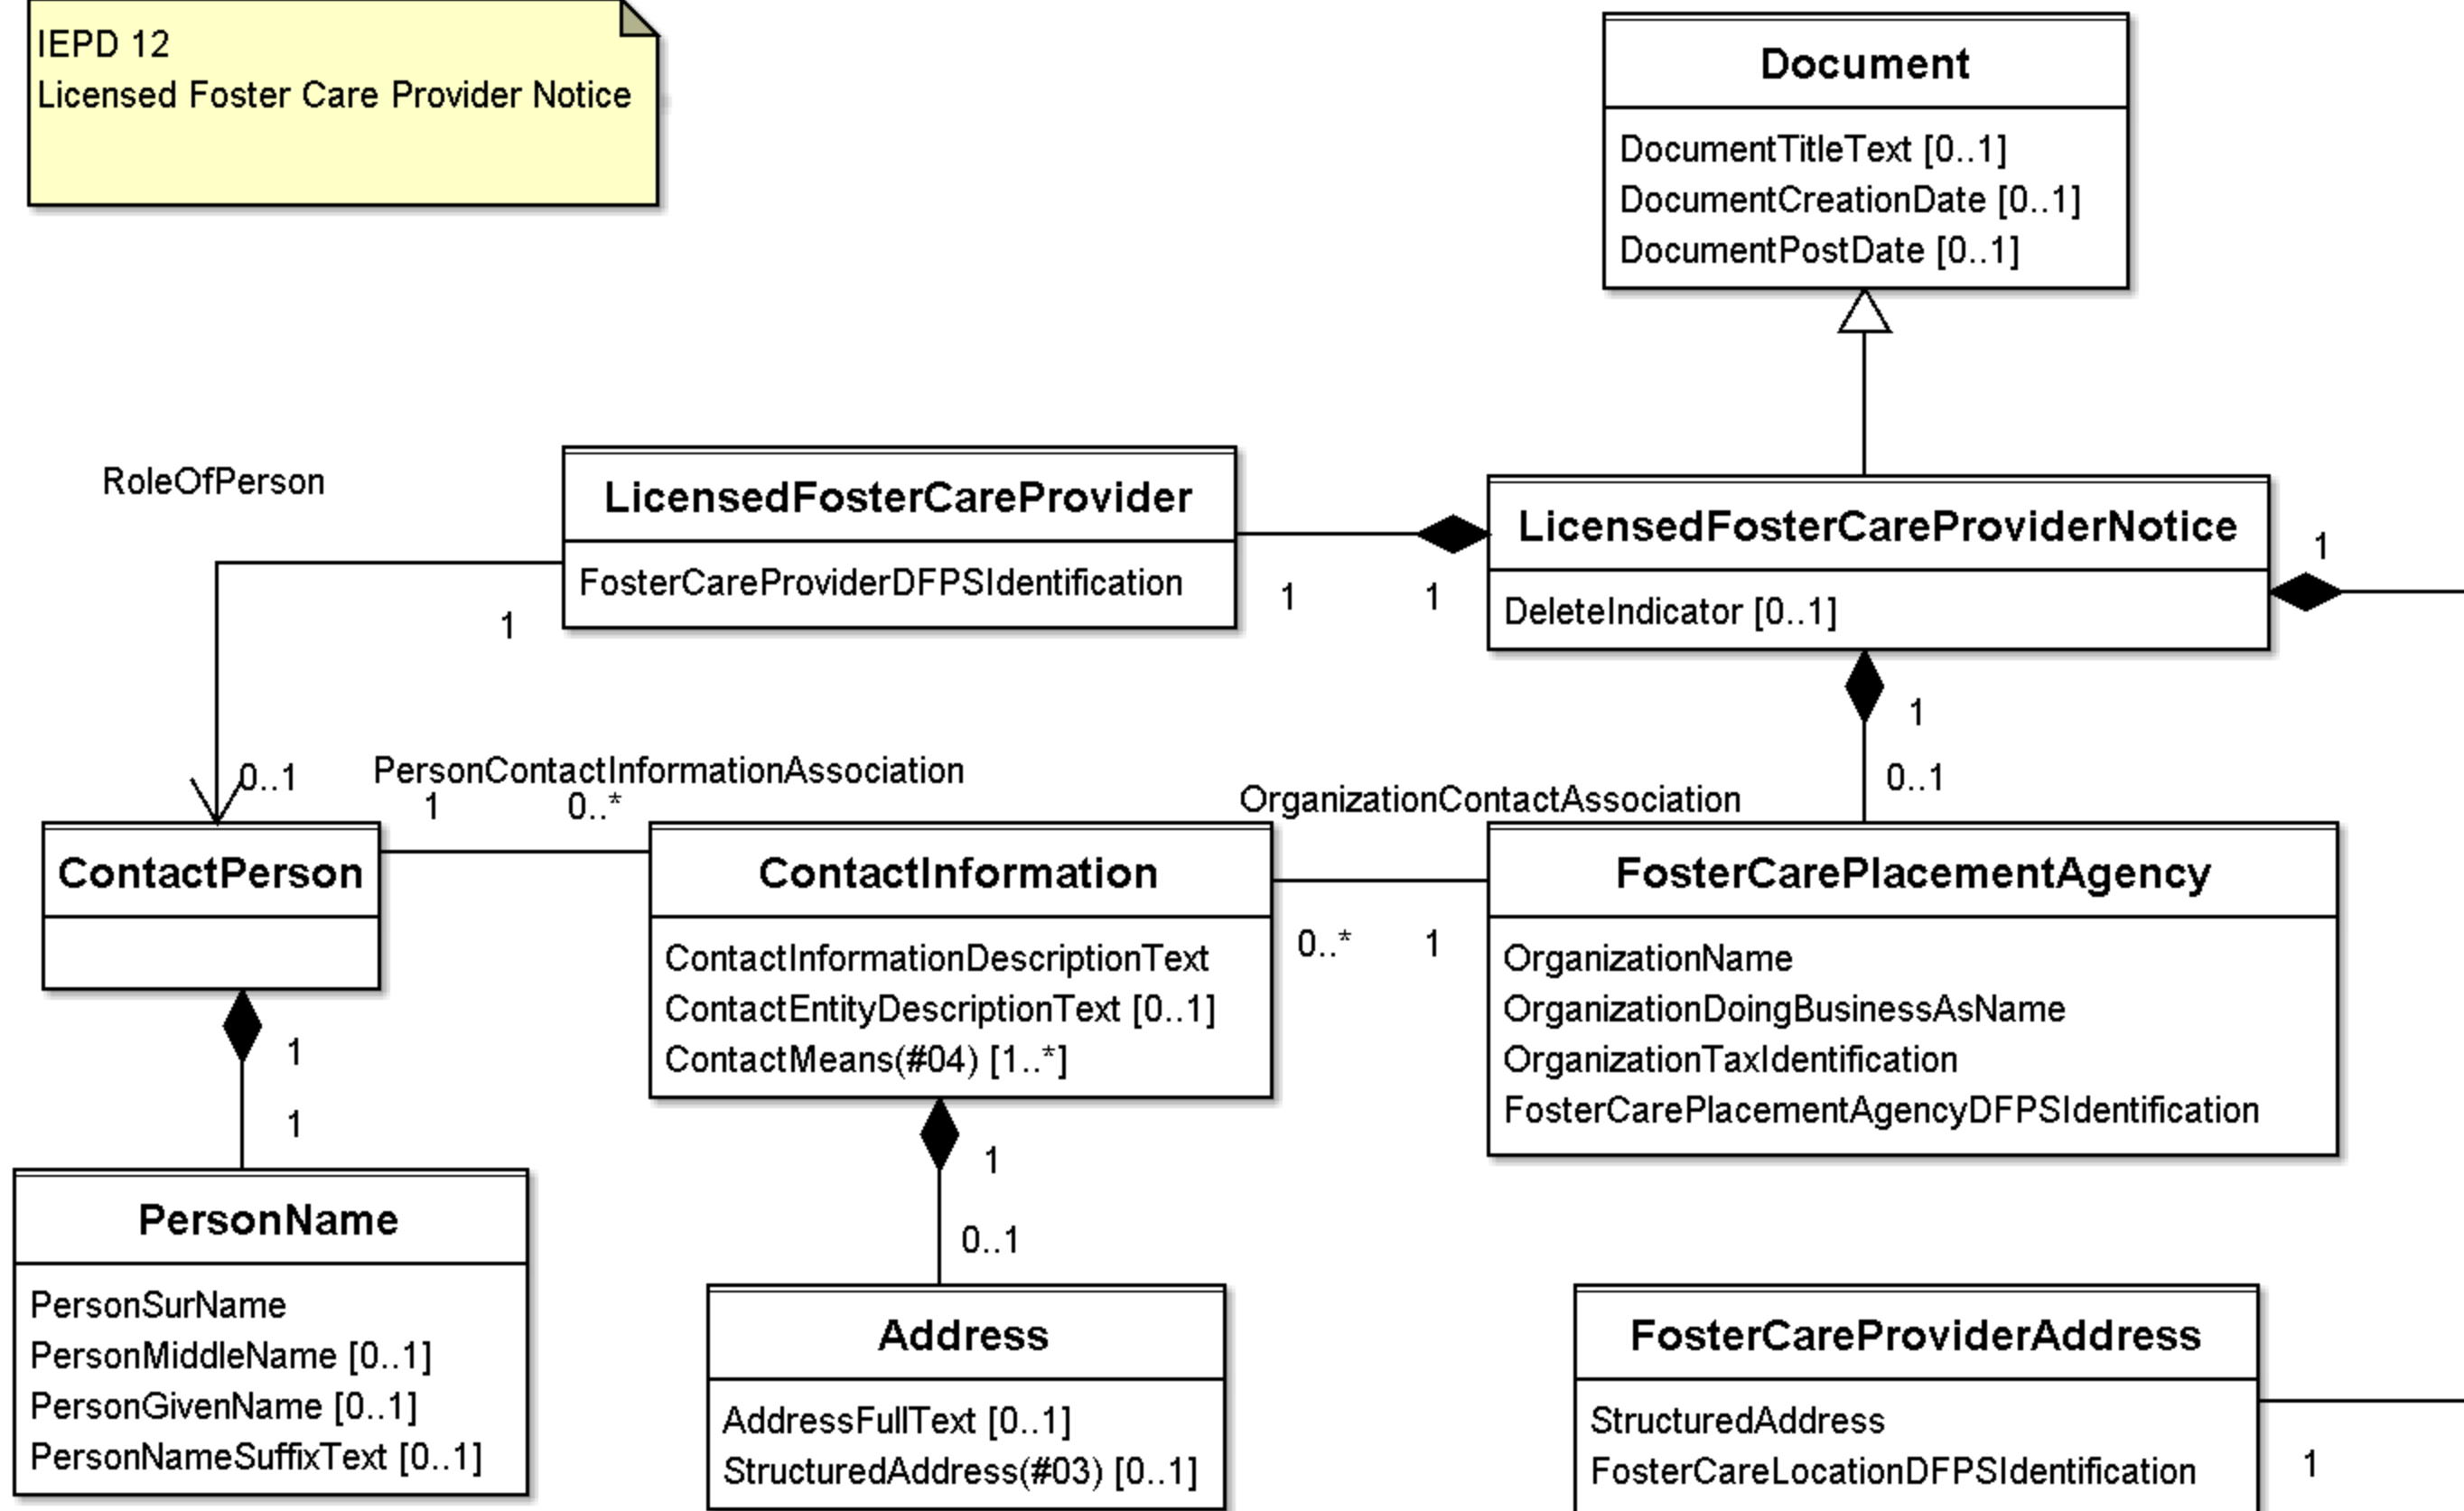 IEPD 12
Licensed Foster Care Provider Notice
Document
DocumentTitleText [0..1]
DocumentCreationDate [0..1]
DocumentPostDate [0..1]
RoleOfPerson
LicensedFosterCareProvider
FosterCareProviderDFPSIdentification
1
1
1
LicensedFosterCareProviderNotice
DeleteIndicator [0..1]
1
1
0..1
0..1
PersonContactInformationAssociation
1
0..*
OrganizationContactAssociation
ContactPerson
ContactInformation
ContactInformationDescriptionText
ContactEntityDescriptionText [0..1]
ContactMeans(#04) [1..*]
0..*
1
FosterCarePlacementAgency
OrganizationName
OrganizationDoingBusinessAsName
OrganizationTaxIdentification
FosterCarePlacementAgencyDFPSIdentification
1
1
1
0..1
PersonName
PersonSurName
PersonMiddleName [0..1]
PersonGivenName [0..1]
PersonNameSuffixText [0..1]
Address
AddressFullText [0..1]
StructuredAddress(#03) [0..1]
FosterCareProviderAddress
StructuredAddress
FosterCareLocationDFPSIdentification
1